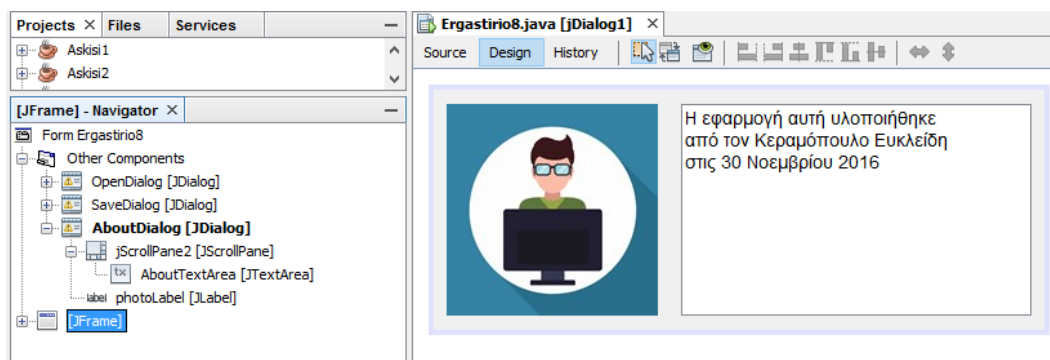 Projects × Files Services
Askisi1
Askisi2
[JFrame] - Navigator ×
Form Ergastirio8
Other Components
OpenDialog [JDialog]
SaveDialog [JDialog]
AboutDialog [JDialog]
jScrollPane2 [JScrollPane]
tx AboutTextArea [JTextArea]
label photoLabel [JLabel]
[JFrame]
Ergastirio8.java [jDialog1] ×
Source Design History
Η εφαρμογή αυτή υλοποιήθηκε
από τον Κεραμόπουλο Ευκλείδη
στις 30 Νοεμβρίου 2016